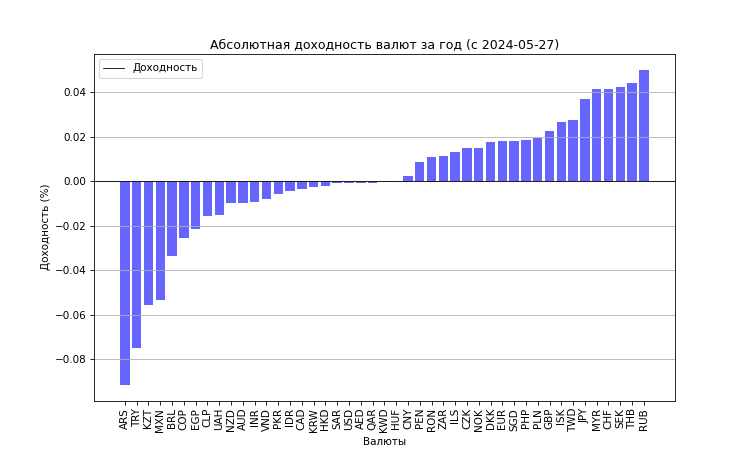 Абсолютная доходность валют за год (с 2024-05-27)
Доходность
0.04
0.02
0.00
−0.02
−0.04
−0.06
−0.08
Доходность (%)
ARS TRY KZT MXN BRL COP EGP CLP UAH NZD AUD INR VND PKR IDR CAD KRW HKD SAR USD AED QAR KWD HUF CNY PEN RON ZAR ILS CZK NOK DKK EUR SGD PHP PLN GBP ISK TWD JPY MYR CHF SEK THB RUB
Валюты